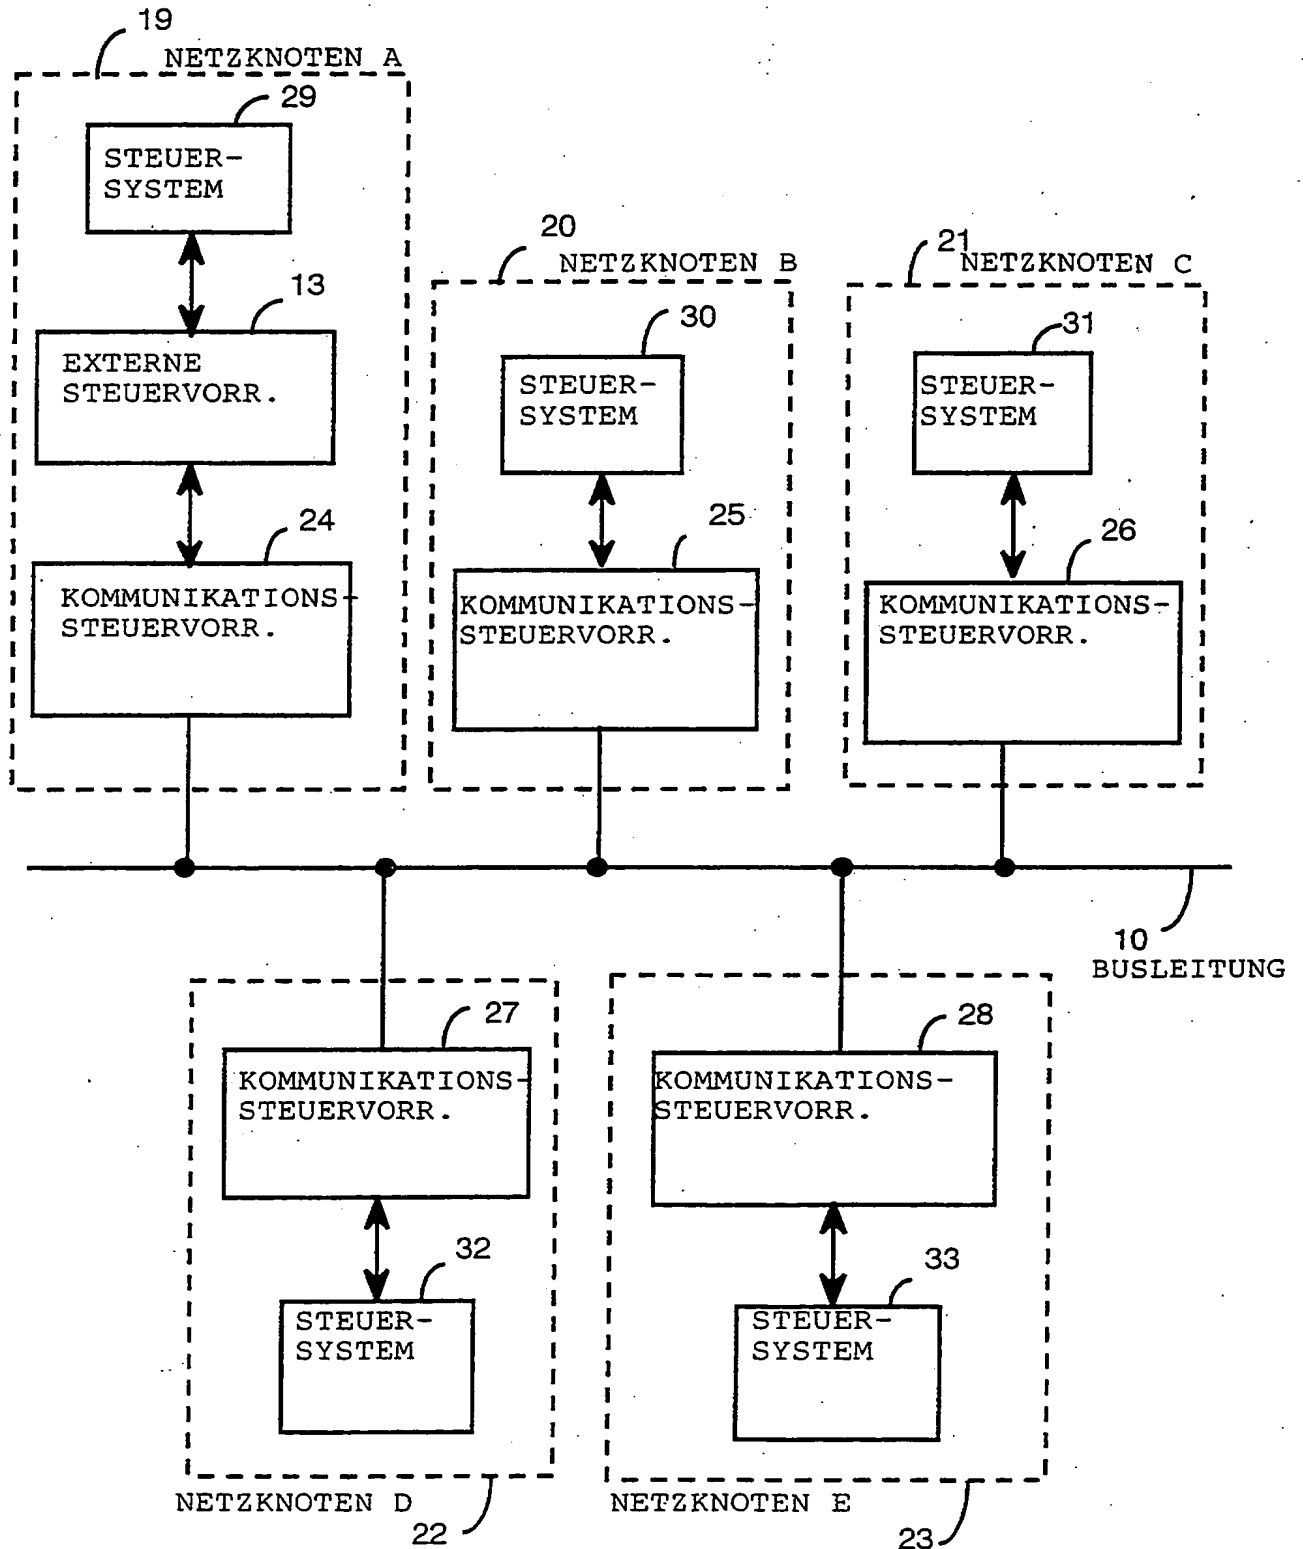 19
NETZKNOTEN A
29
STEUER-
SYSTEM
13
EXTERNE
STEUERVORR.
24
KOMMUNIKATIONS-
STEUERVORR.
20
NETZKNOTEN B
30
STEUER-
SYSTEM
25
KOMMUNIKATIONS-
STEUERVORR.
21
NETZKNOTEN C
31
STEUER-
SYSTEM
26
KOMMUNIKATIONS-
STEUERVORR.
10
BUSLEITUNG
27
KOMMUNIKATIONS-
STEUERVORR.
32
STEUER-
SYSTEM
NETZKNOTEN D
22
28
KOMMUNIKATIONS-
STEUERVORR.
33
STEUER-
SYSTEM
NETZKNOTEN E
23